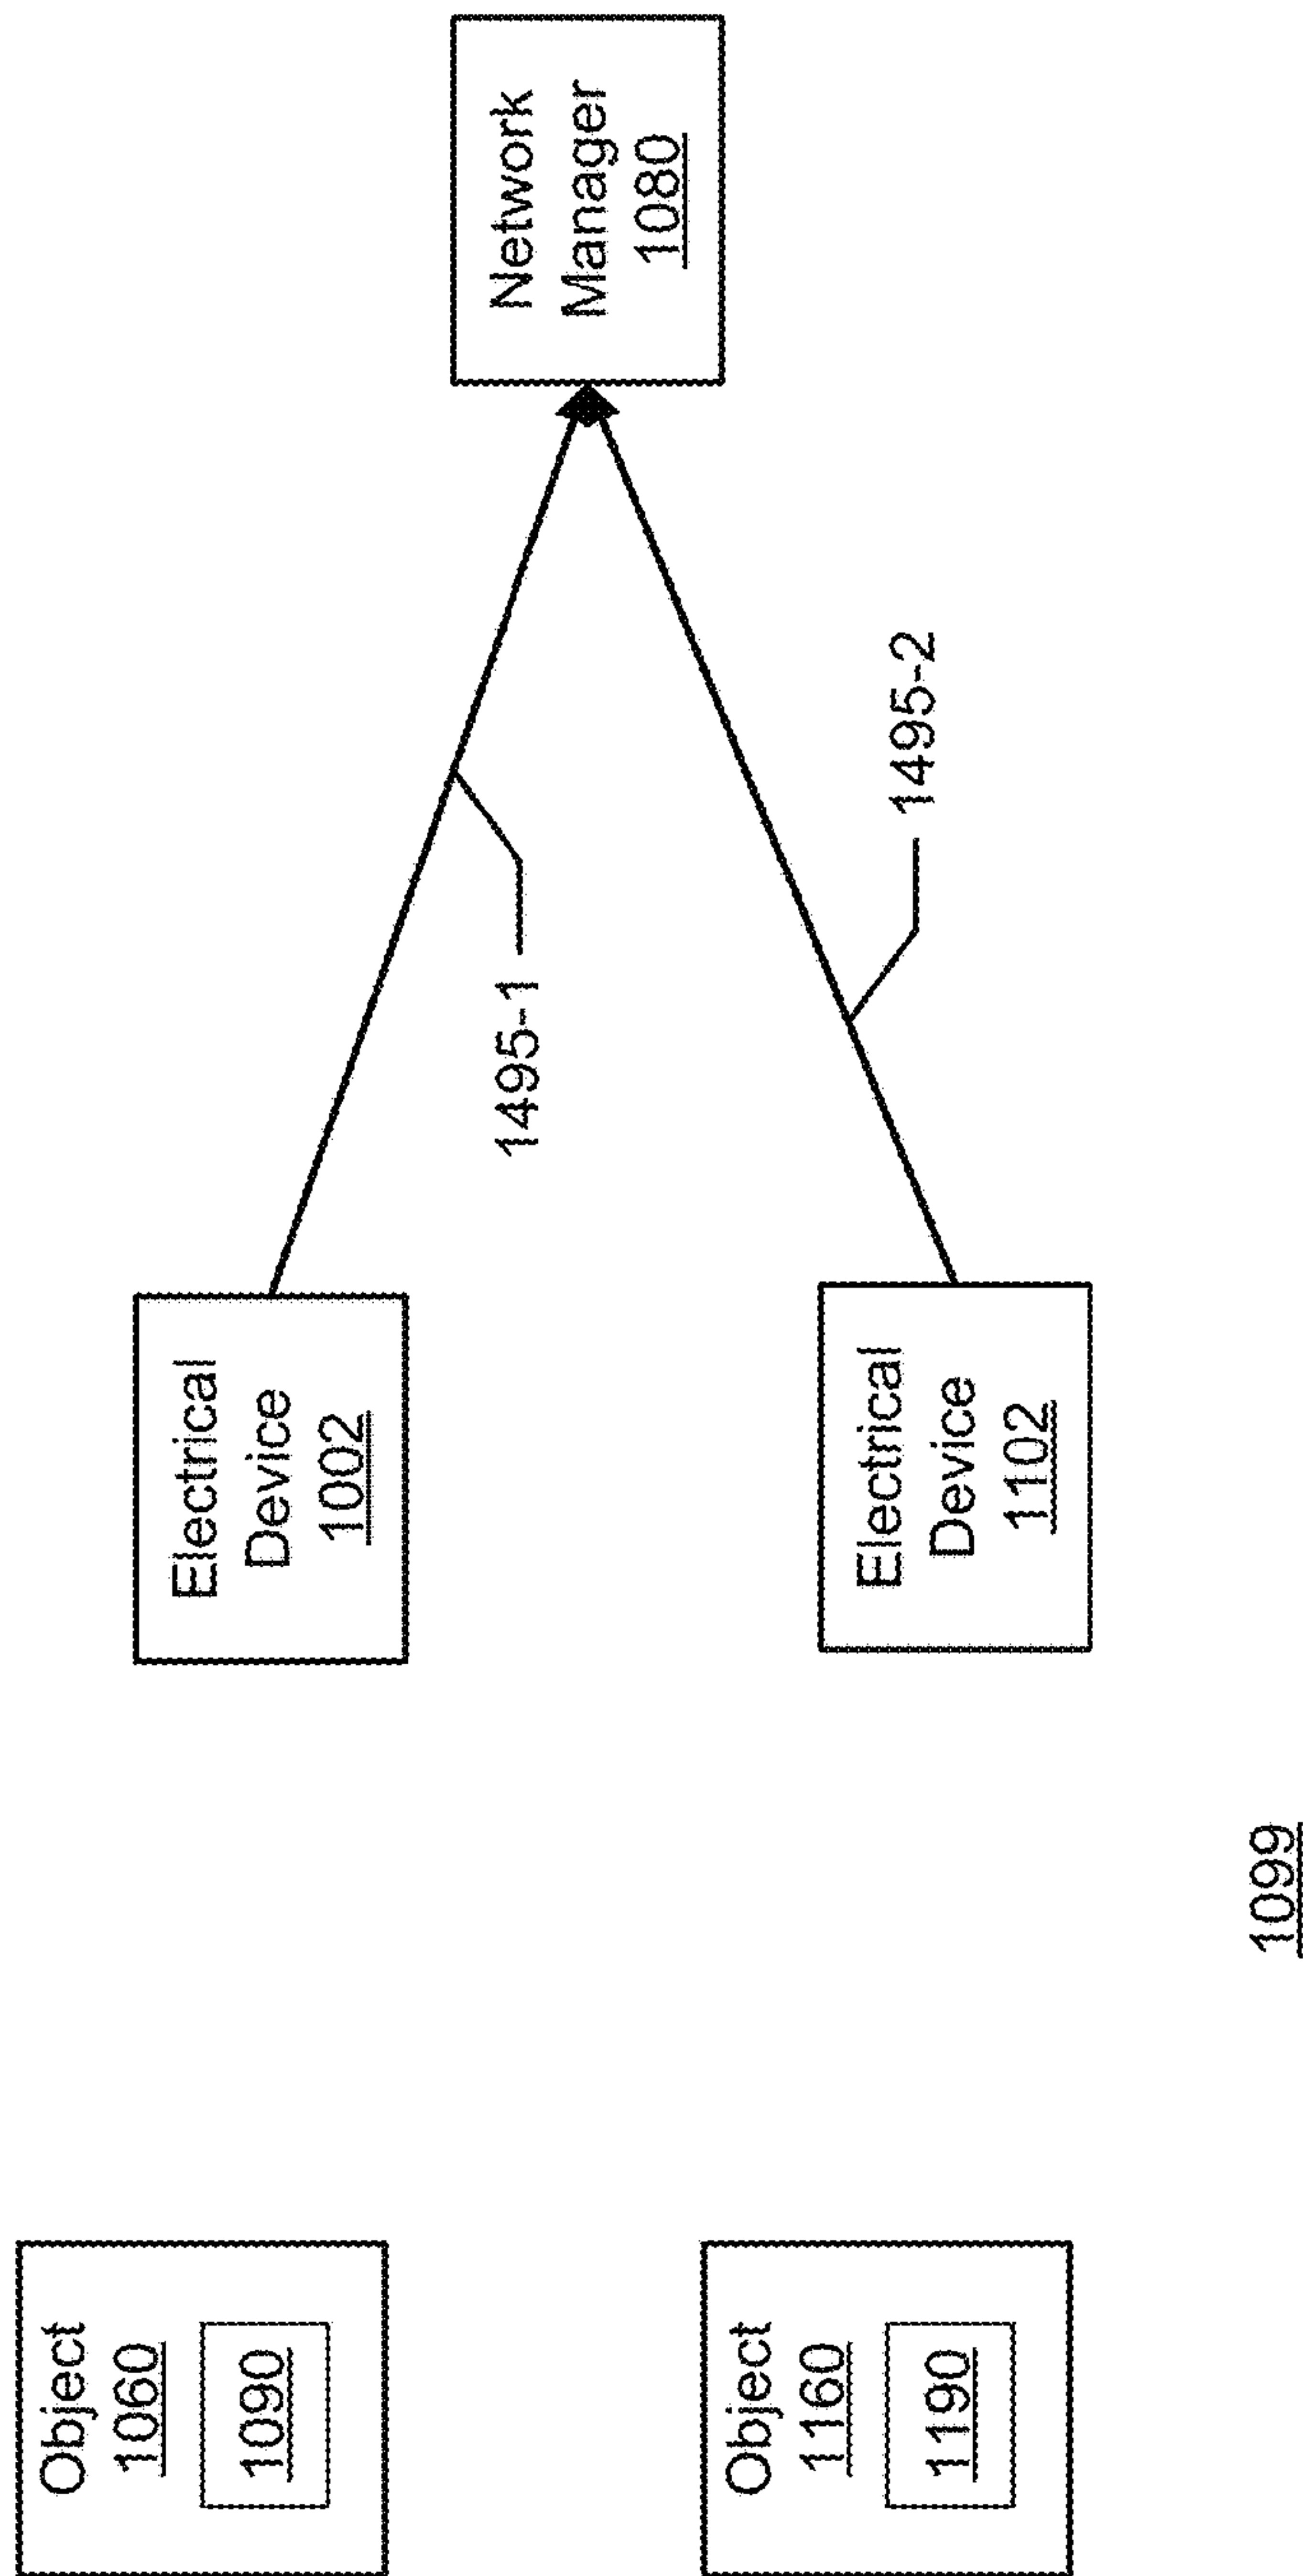 Object
1060
1090
Electrical
Device
1002
1495-1
Network
Manager
1080
Object
1160
1190
Electrical
Device
1102
1495-2
1099